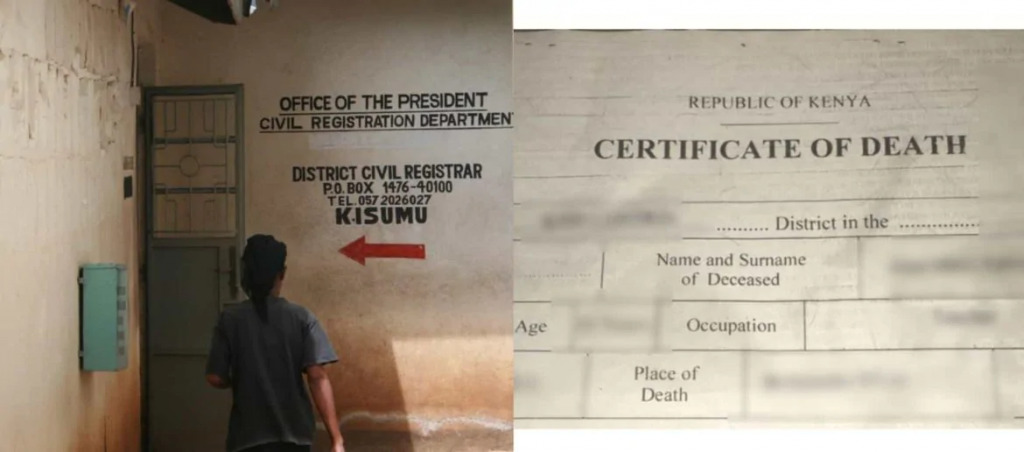 OFFICE OF THE PRESIDENT
CIVIL REGISTRATION DEPARTMEN
DISTRICT CIVIL REGISTRAR
P.O. BOX 1476-40100
TEL. 057 2026027
KISUMU
REPUBLIC OF KENYA
CERTIFICATE OF DEATH
.......... District in the ..............
Name and Surname
of Deceased
Age
Occupation
Place of
Death